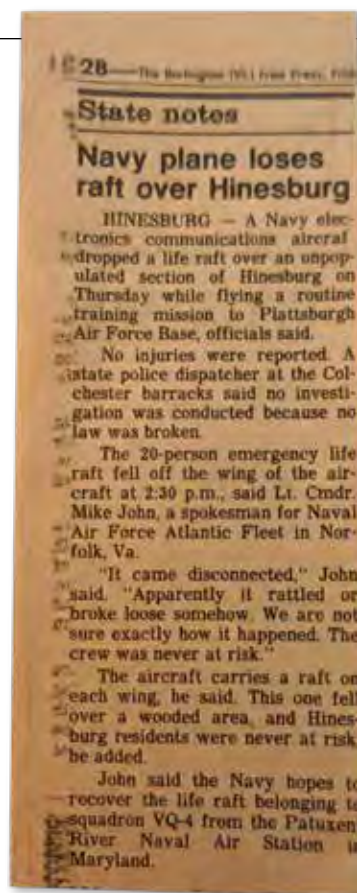 2B—The Burlington (Vt.) Free Press,
State notes
Navy plane loses
raft over Hinesburg
HINESBURG — A Navy elec-
tronics communications aircraf
dropped a life raft over an unpop-
ulated section of Hinesburg on
Thursday while flying a routine
training mission to Plattsburgh
Air Force Base, officials said.
No injuries were reported. A
state police dispatcher at the Col-
chester barracks said no investi-
gation was conducted because no
law was broken.
The 20-person emergency life
raft fell off the wing of the air-
craft at 2:30 p.m., said Lt. Cmdr.
Mike John, a spokesman for Naval
Air Force Atlantic Fleet in Nor-
folk, Va.
"It came disconnected," John
said. "Apparently it rattled or
broke loose somehow. We are not
sure exactly how it happened. The
crew was never at risk."
The aircraft carries a raft on
each wing, he said. This one fell
over a wooded area, and Hines-
burg residents were never at risk
he added.
John said the Navy hopes to
recover the life raft belonging to
squadron VQ-4 from the Patuxen
River Naval Air Station in
Maryland.